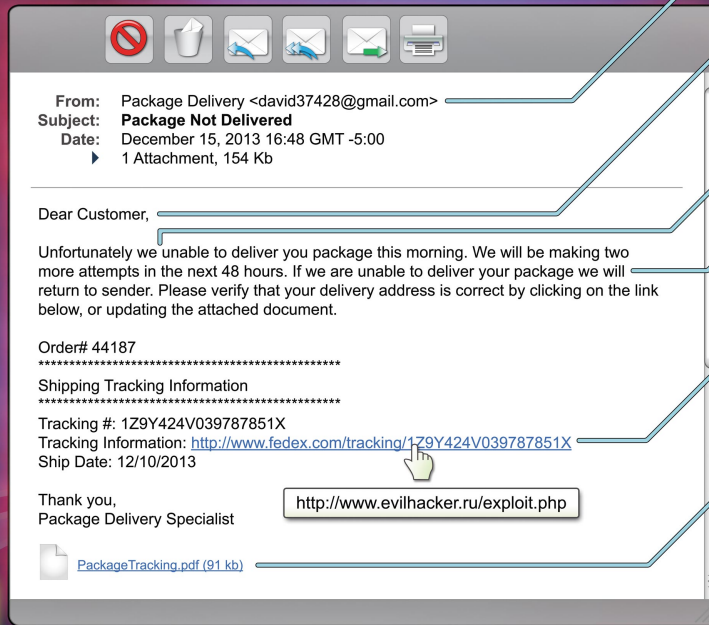 From: Package Delivery <david37428@gmail.com>
Subject: Package Not Delivered
Date: December 15, 2013 16:48 GMT -5:00
1 Attachment, 154 Kb
Dear Customer,
Unfortunately we unable to deliver you package this morning. We will be making two
more attempts in the next 48 hours. If we are unable to deliver your package we will
return to sender. Please verify that your delivery address is correct by clicking on the link
below, or updating the attached document.
Order# 44187
*************************************************
Shipping Tracking Information
*************************************************
Tracking #: 1Z9Y424V039787851X
Tracking Information: http://www.fedex.com/tracking/1Z9Y424V039787851X
Ship Date: 12/10/2013
http://www.evilhacker.ru/exploit.php
Thank you,
Package Delivery Specialist
PackageTracking.pdf (91 kb)